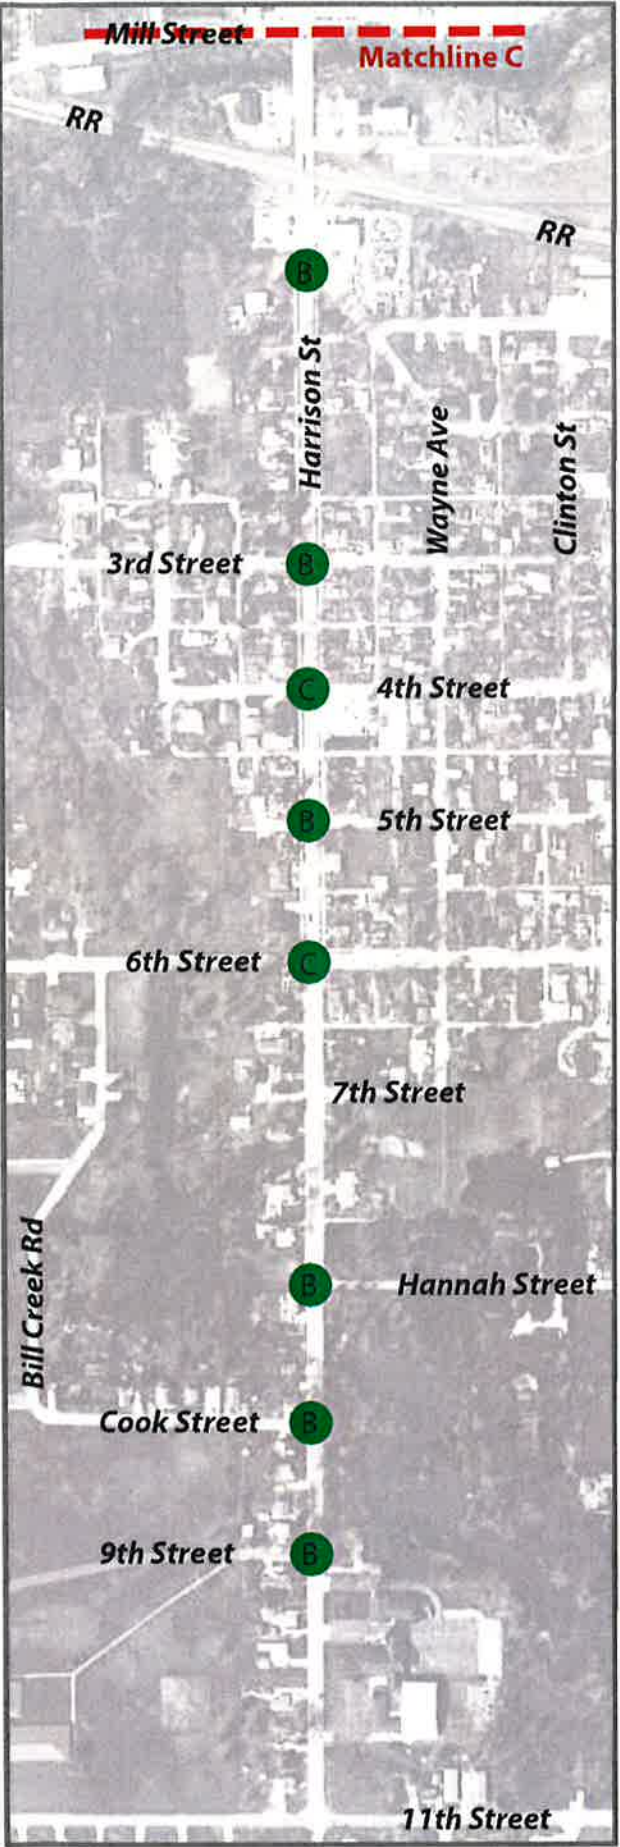 Mill Street
Matchline C
RR
RR
B
Harrison St
Wayne Ave
Clinton St
3rd Street B
C 4th Street
B 5th Street
6th Street C
7th Street
Bill Creek Rd
B Hannah Street
Cook Street B
9th Street B
11th Street